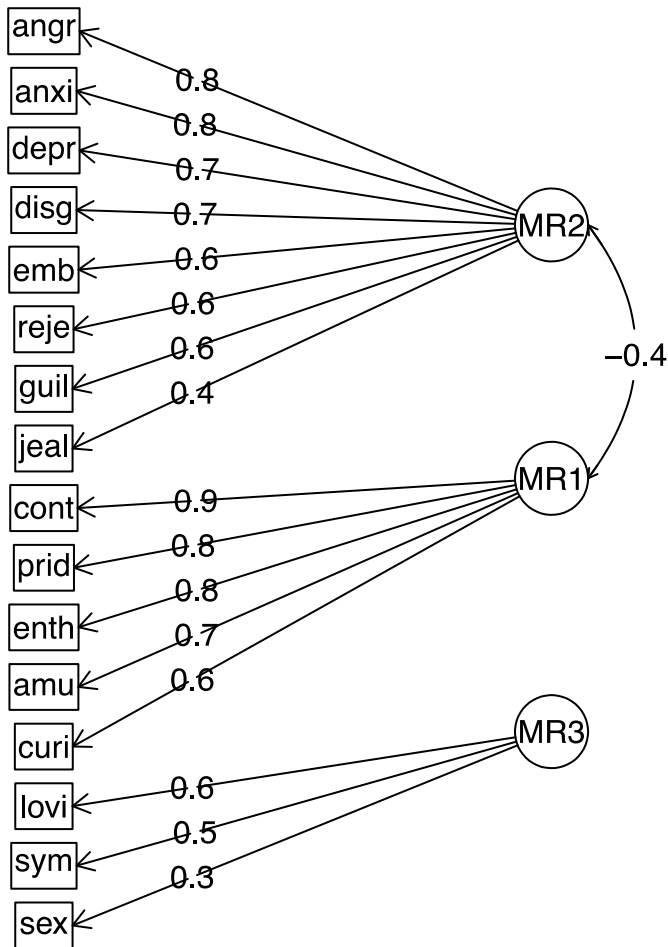 angr
anxi
depr
disg
emb
reje
guil
jeal
cont
prid
enth
amu
curi
lovi
sym
sex
0.8
0.8
0.7
0.7
0.6
0.6
0.6
0.4
0.9
0.8
0.8
0.7
0.6
0.6
0.5
0.3
MR2
MR1
MR3
−0.4